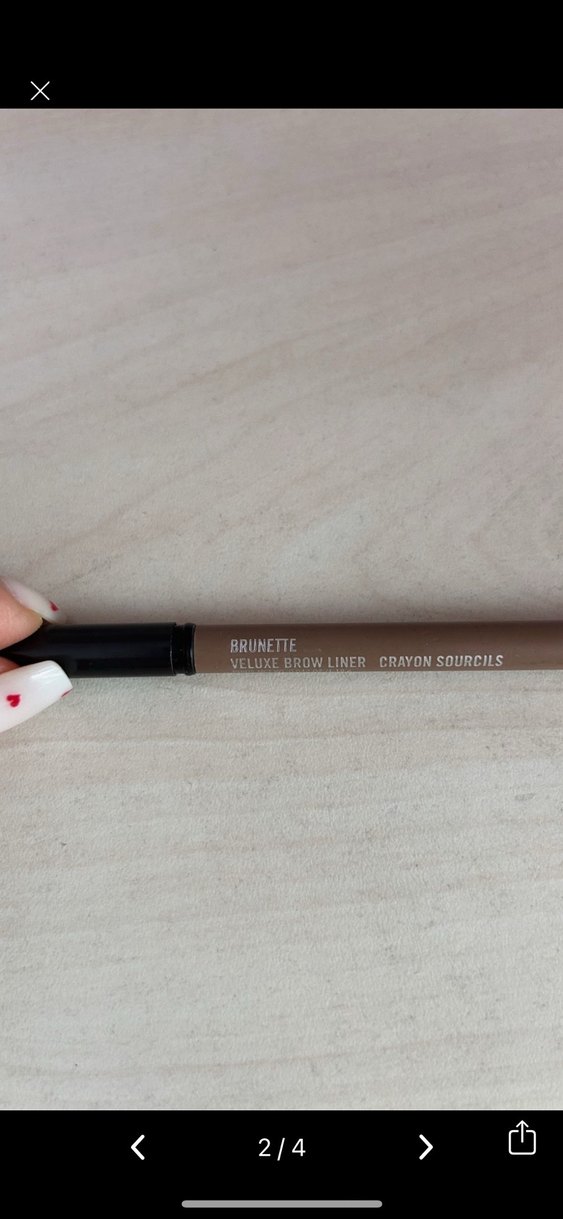 BRUNETTE
VELUXE BROW LINER CRAYON SOURCILS
2 / 4